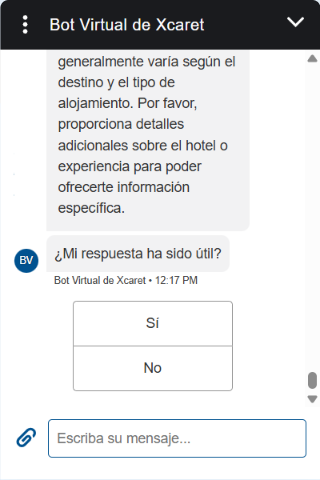 Bot Virtual de Xcaret
generalmente varía según el
destino y el tipo de
alojamiento. Por favor,
proporciona detalles
adicionales sobre el hotel o
experiencia para poder
ofrecerte información
específica.
¿Mi respuesta ha sido útil?
BV
Bot Virtual de Xcaret • 12:17 PM
Sí
No
Escriba su mensaje...